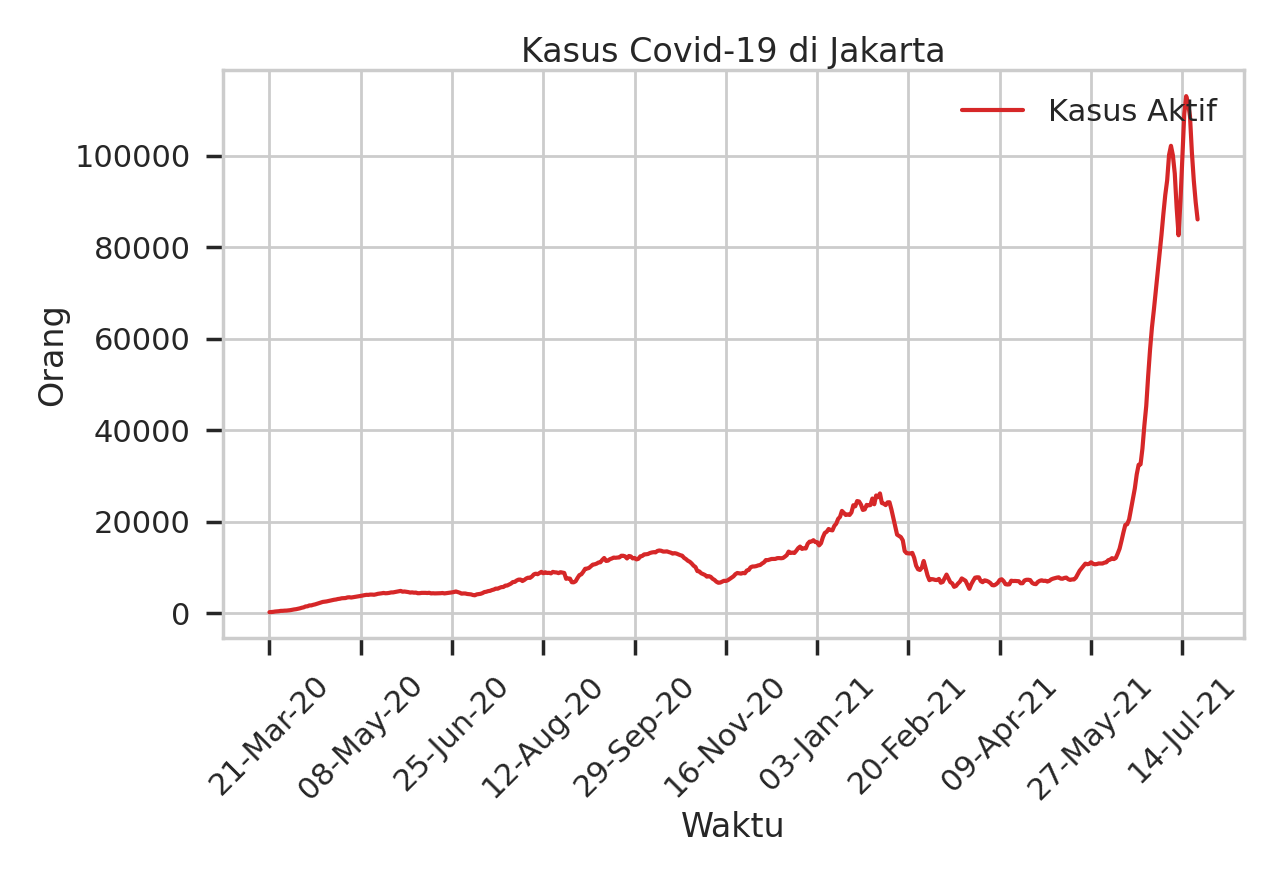 Kasus Covid-19 di Jakarta
Kasus Aktif
100000
80000
60000
40000
20000
0
Orang
21-Mar-20
08-May-20
25-Jun-20
12-Aug-20
29-Sep-20
16-Nov-20
03-Jan-21
20-Feb-21
09-Apr-21
27-May-21
14-Jul-21
Waktu